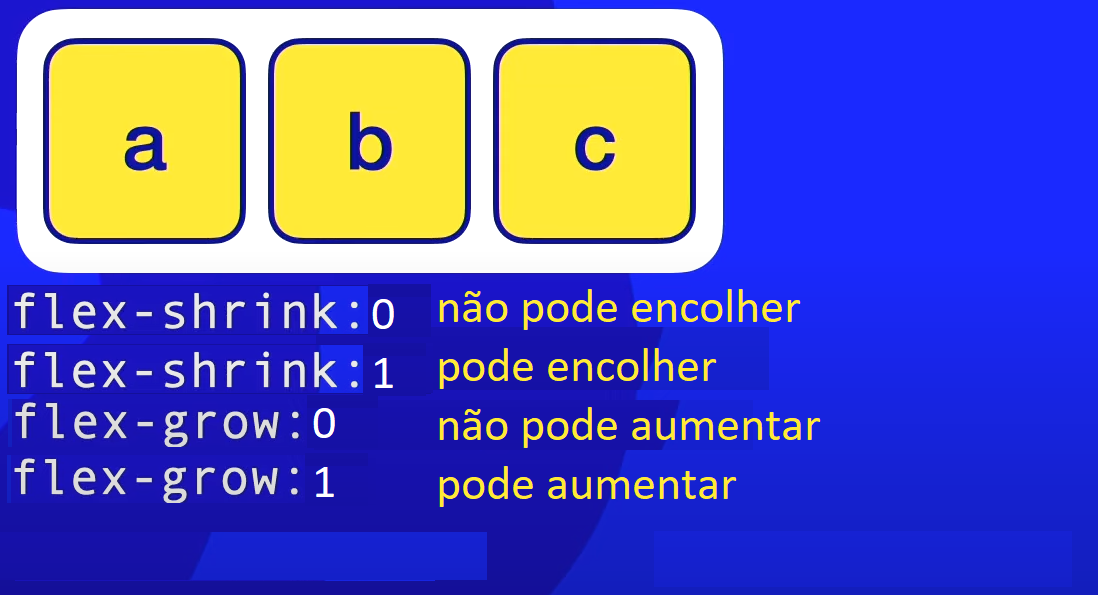 a b c
flex-shrink:0 não pode encolher
flex-shrink:1 pode encolher
flex-grow:0 não pode aumentar
flex-grow:1 pode aumentar